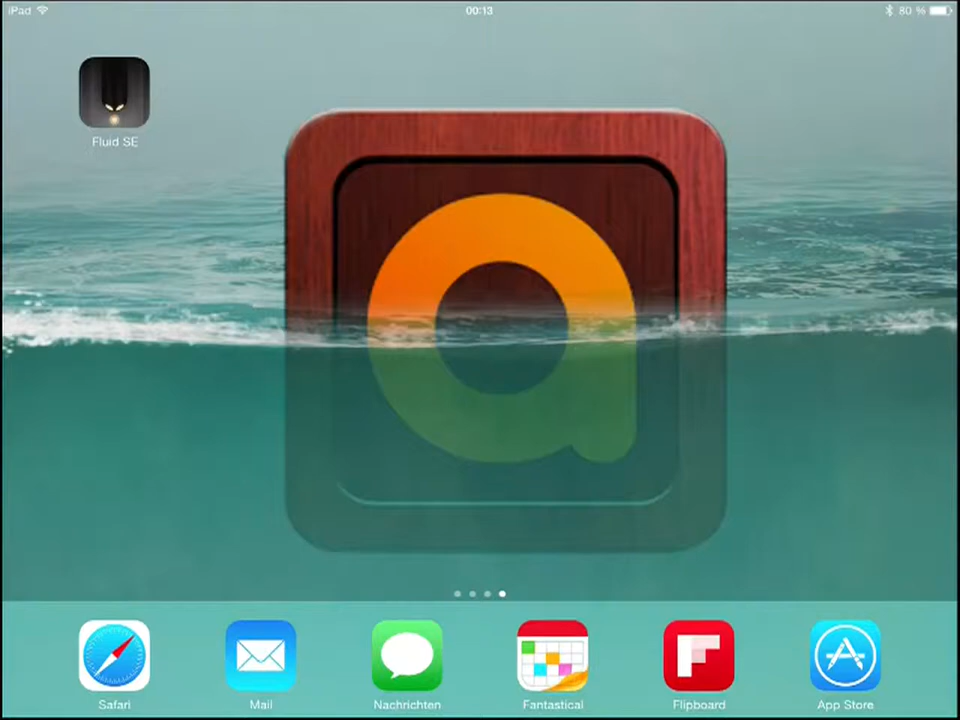 iPad 00:13 80 %
Fluid SE
a
Safari Mail Nachrichten Fantastical Flipboard App Store